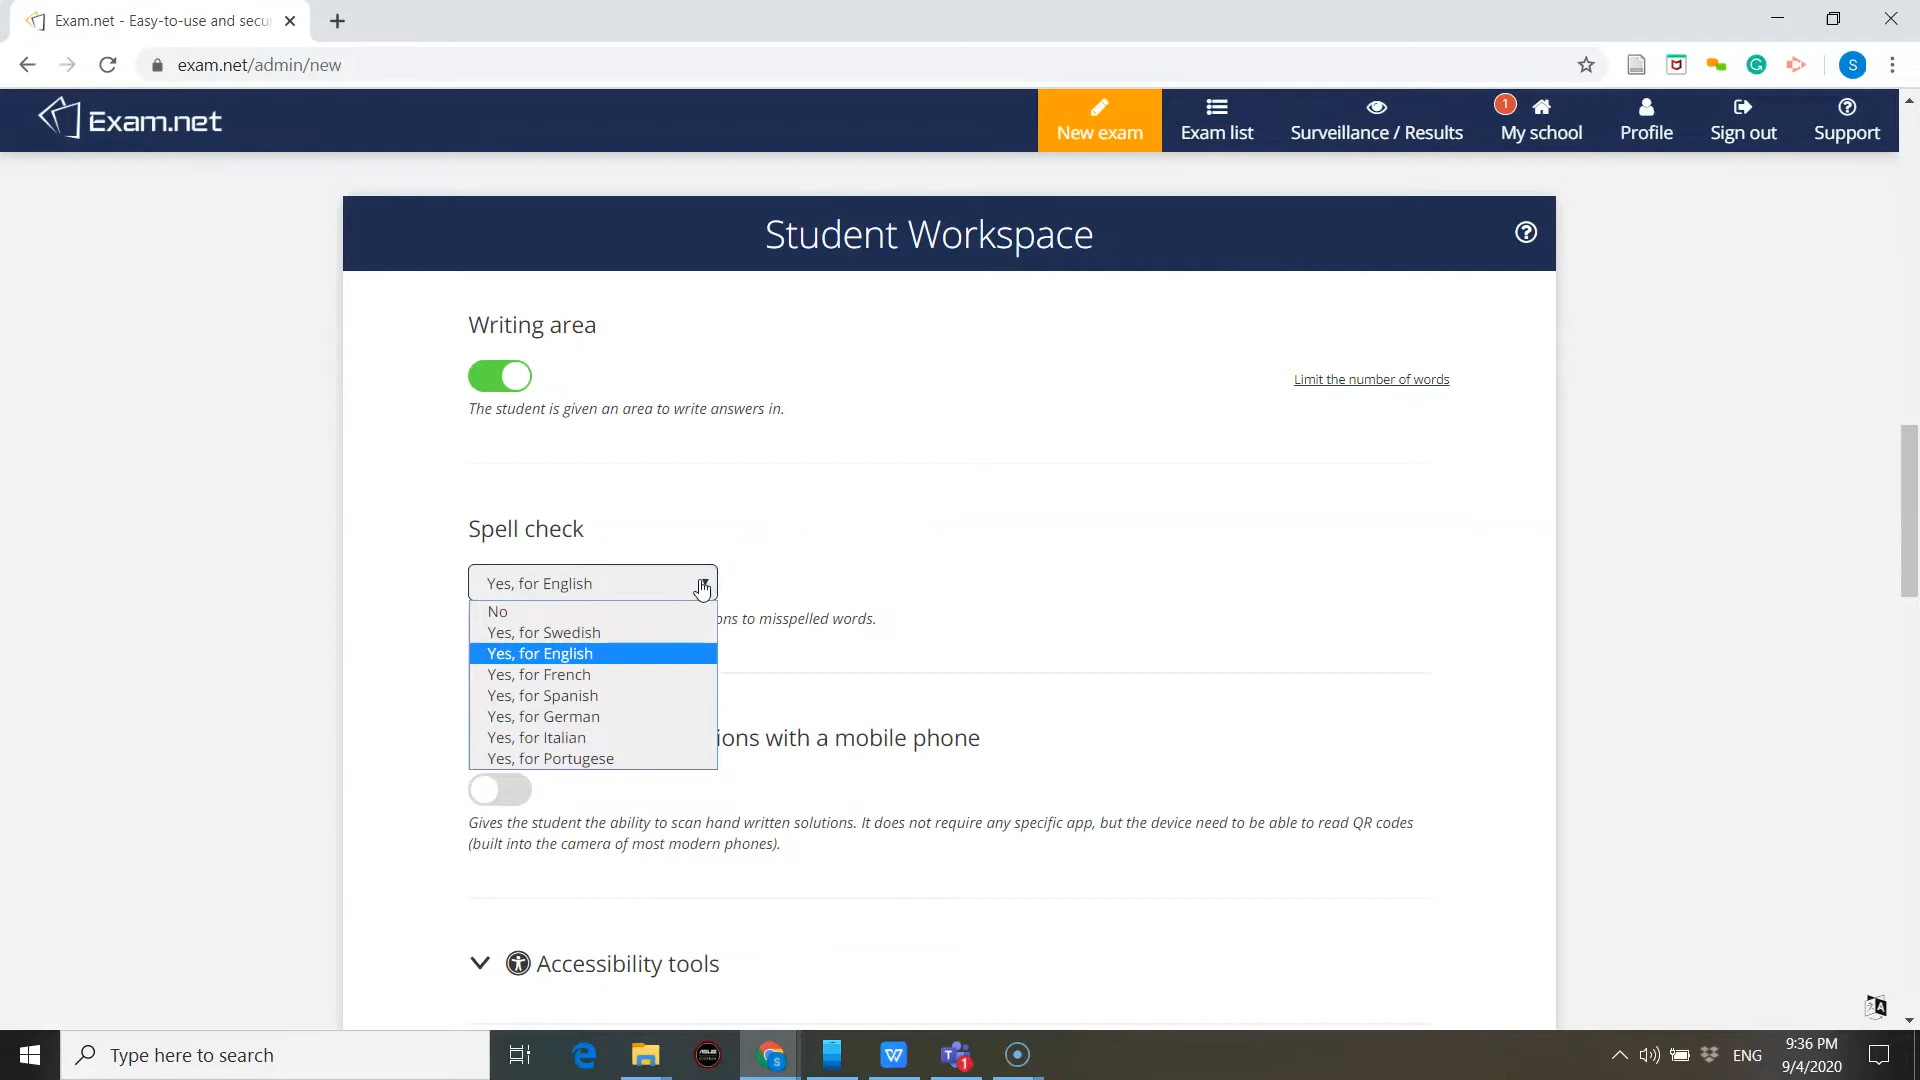 Exam.net - Easy-to-use and secu
exam.net/admin/new
S
Exam.net
New exam
Exam list
Surveillance / Results
1
My school
Profile
Sign out
Support
Student Workspace
Writing area
Limit the number of words
The student is given an area to write answers in.
Spell check
Yes, for English
No
Yes, for Swedish
ons to misspelled words.
Yes, for English
Yes, for French
Yes, for Spanish
Yes, for German
Yes, for Italian
ions with a mobile phone
Yes, for Portugese
Gives the student the ability to scan hand written solutions. It does not require any specific app, but the device need to be able to read QR codes
(built into the camera of most modern phones).
Accessibility tools
Type here to search
ENG
9:36 PM
9/4/2020